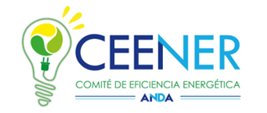 CEENER
COMITÉ DE EFICIENCIA ENERGÉTICA
ANDA